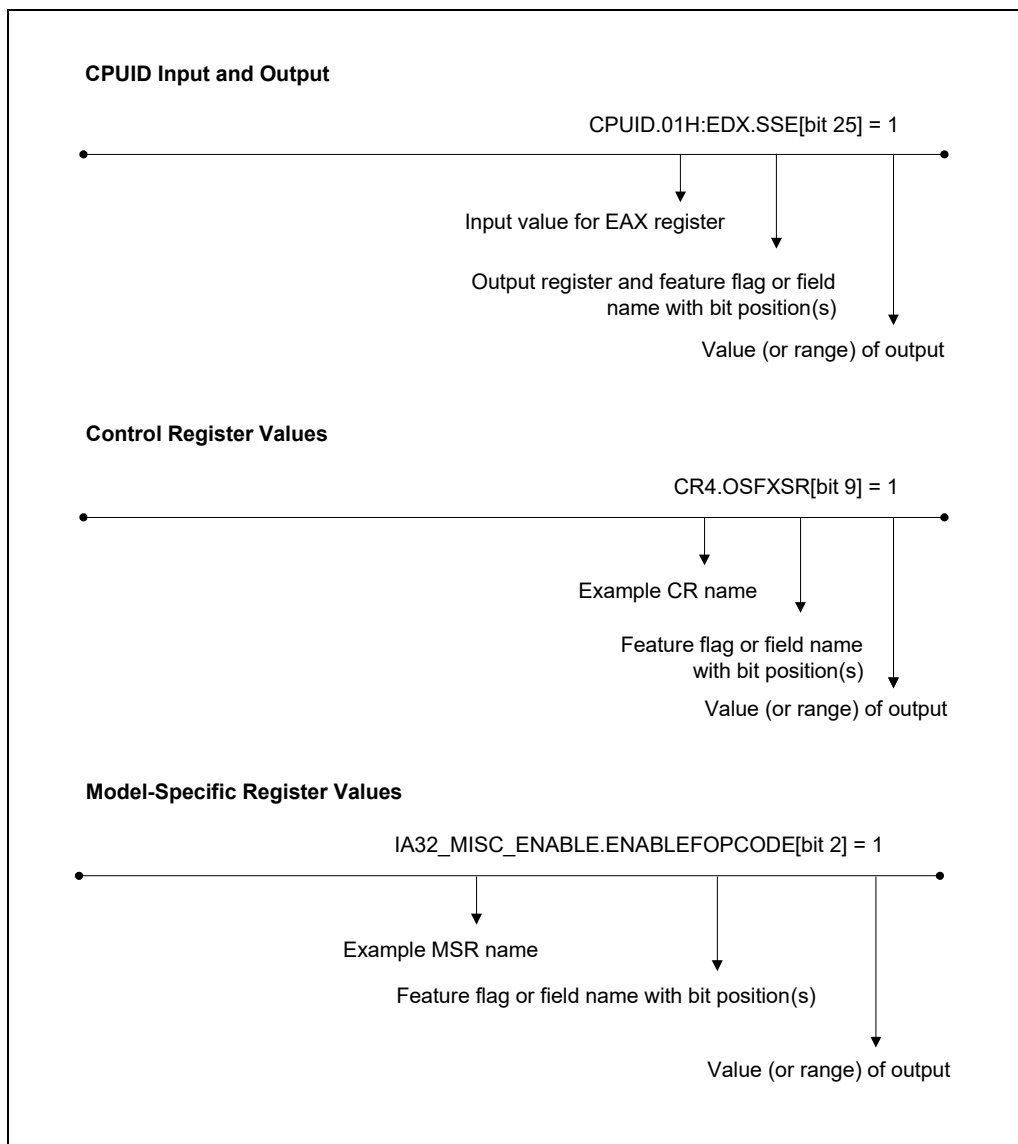 CPUID Input and Output
CPUID.01H:EDX.SSE[bit 25] = 1
Input value for EAX register
Output register and feature flag or field
name with bit position(s)
Value (or range) of output
Control Register Values
CR4.OSFXSR[bit 9] = 1
Example CR name
Feature flag or field name
with bit position(s)
Value (or range) of output
Model-Specific Register Values
IA32_MISC_ENABLE.ENABLEFOPCODE[bit 2] = 1
Example MSR name
Feature flag or field name with bit position(s)
Value (or range) of output